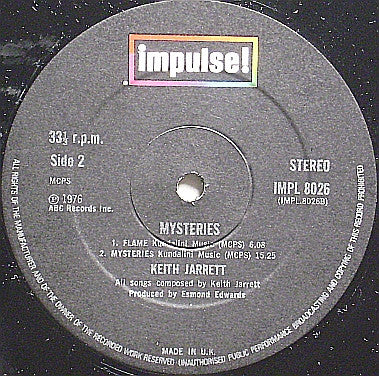 impulse!
33⅓ r.p.m.
Side 2
MCPS
Ⓟ 1976
ABC Records Inc.
STEREO
IMPL 8026
(IMPL.8026B)
MYSTERIES
1. FLAME Kundalini Music (MCPS) 6.08
2. MYSTERIES Kundalini Music (MCPS) 15.25
KEITH JARRETT
All songs composed by Keith Jarrett
Produced by Esmond Edwards
MADE IN U.K.
ALL RIGHTS OF THE MANUFACTURER AND OF THE OWNER OF THE RECORDED WORK RESERVED (UNAUTHORISED PUBLIC PERFORMANCE BROADCASTING AND COPYING OF THIS RECORD PROHIBITED